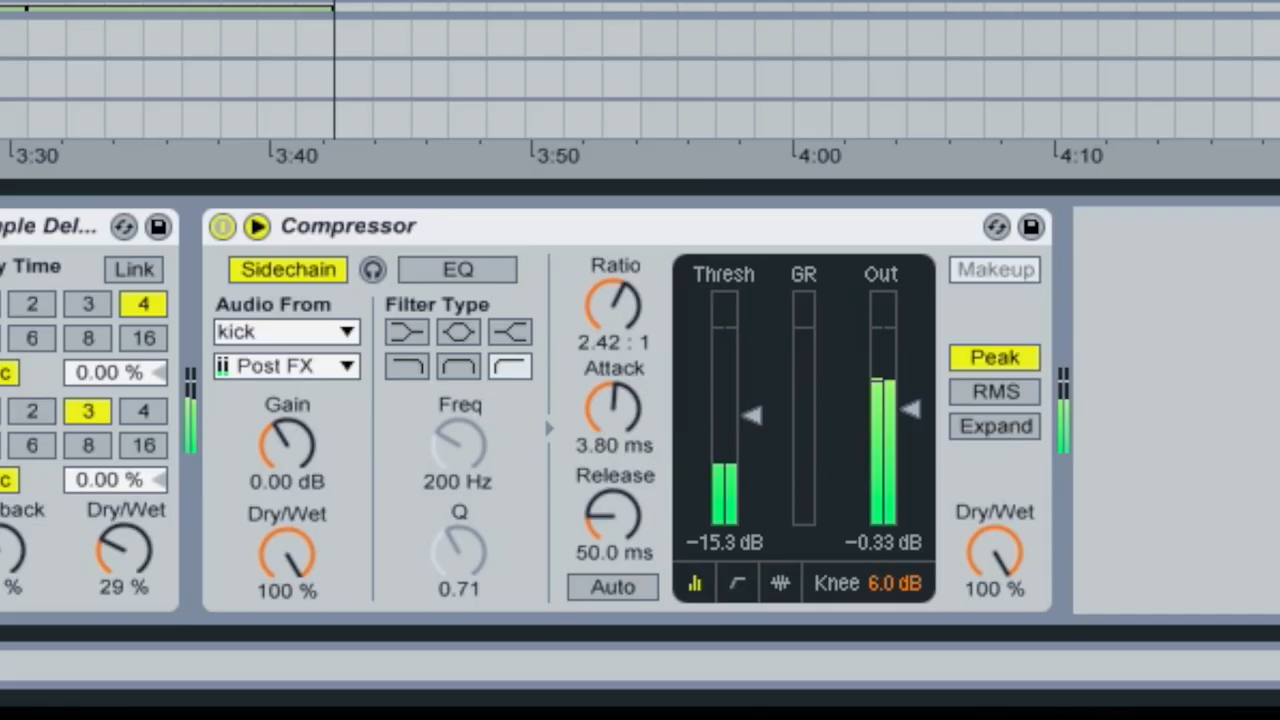 3:30 3:40 3:50 4:00 4:10
ple Del... Compressor
y Time Link
2 3 4
6 8 16
c 0.00 %
2 3 4
6 8 16
c 0.00 %
back Dry/Wet
% 29 %
Sidechain EQ
Audio From
kick
Post FX
Gain
0.00 dB
Dry/Wet
100 %
Filter Type
Freq
200 Hz
Q
0.71
Ratio
2.42 : 1
Attack
3.80 ms
Release
50.0 ms
Auto
Thresh GR Out
-15.3 dB -0.33 dB
Knee 6.0 dB
Makeup
Peak
RMS
Expand
Dry/Wet
100 %